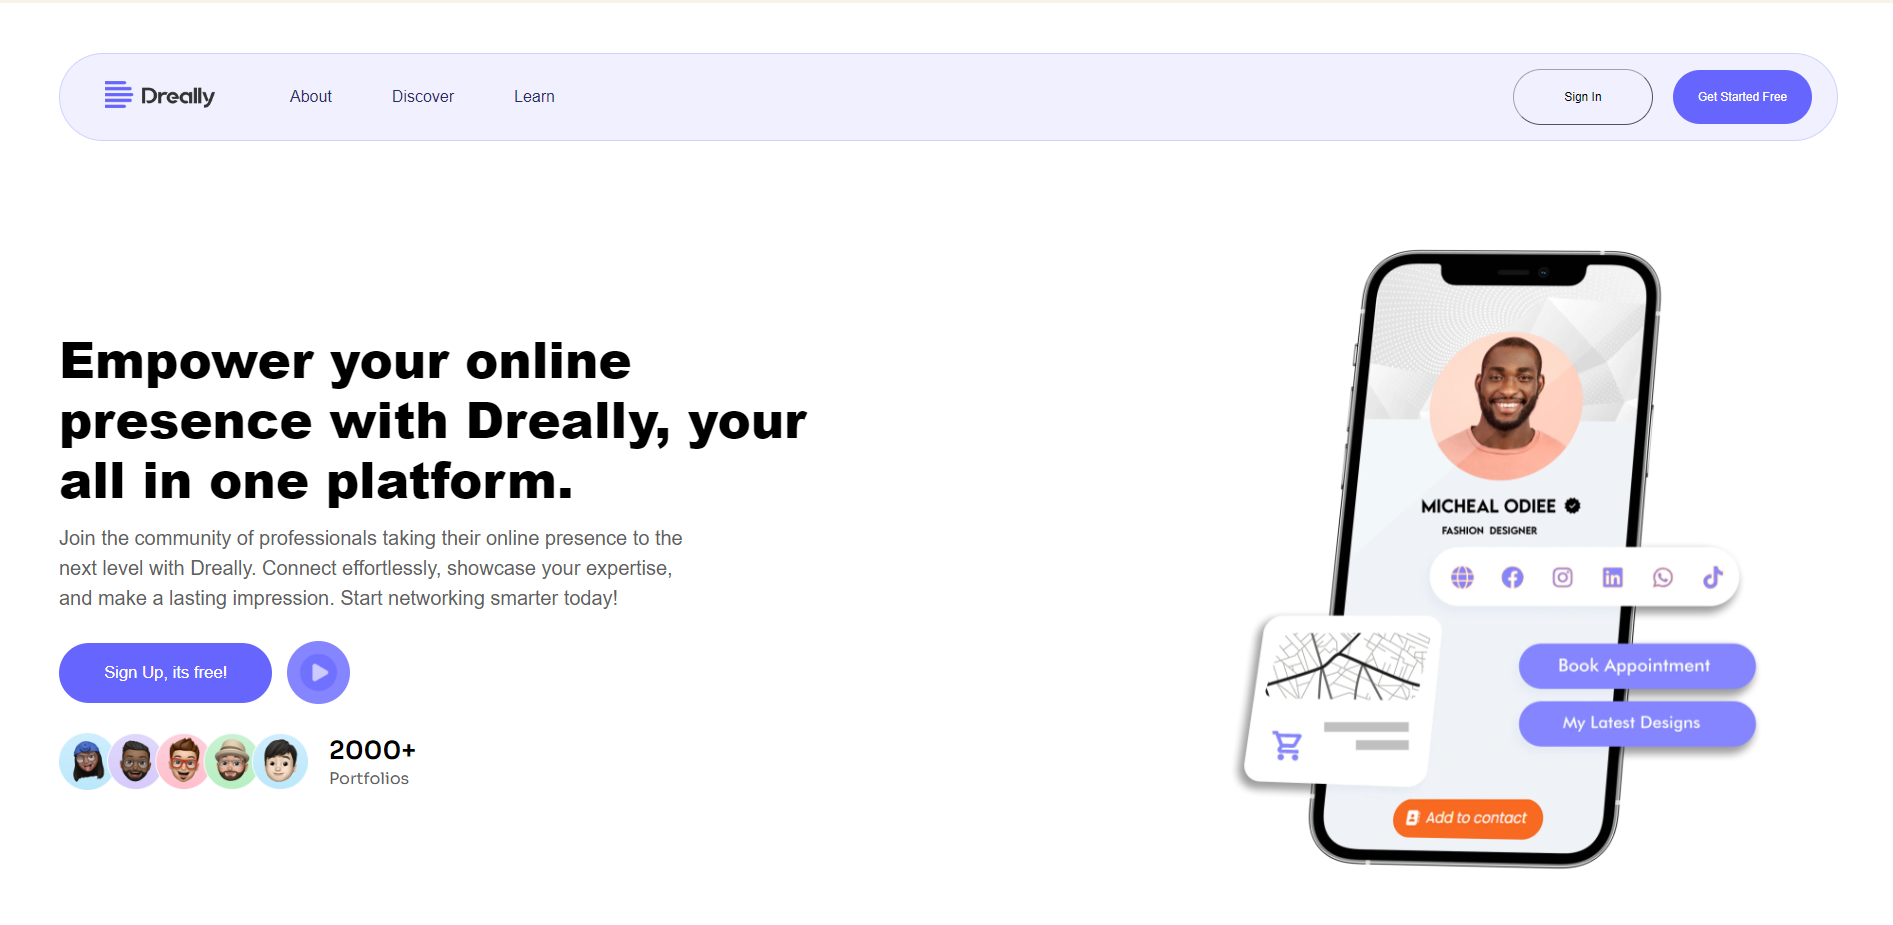 Dreally
About
Discover
Learn
Sign In
Get Started Free
Empower your online
presence with Dreally, your
all in one platform.
Join the community of professionals taking their online presence to the
next level with Dreally. Connect effortlessly, showcase your expertise,
and make a lasting impression. Start networking smarter today!
Sign Up, its free!
2000+
Portfolios
MICHEAL ODIEE
FASHION DESIGNER
Book Appointment
My Latest Designs
Add to contact